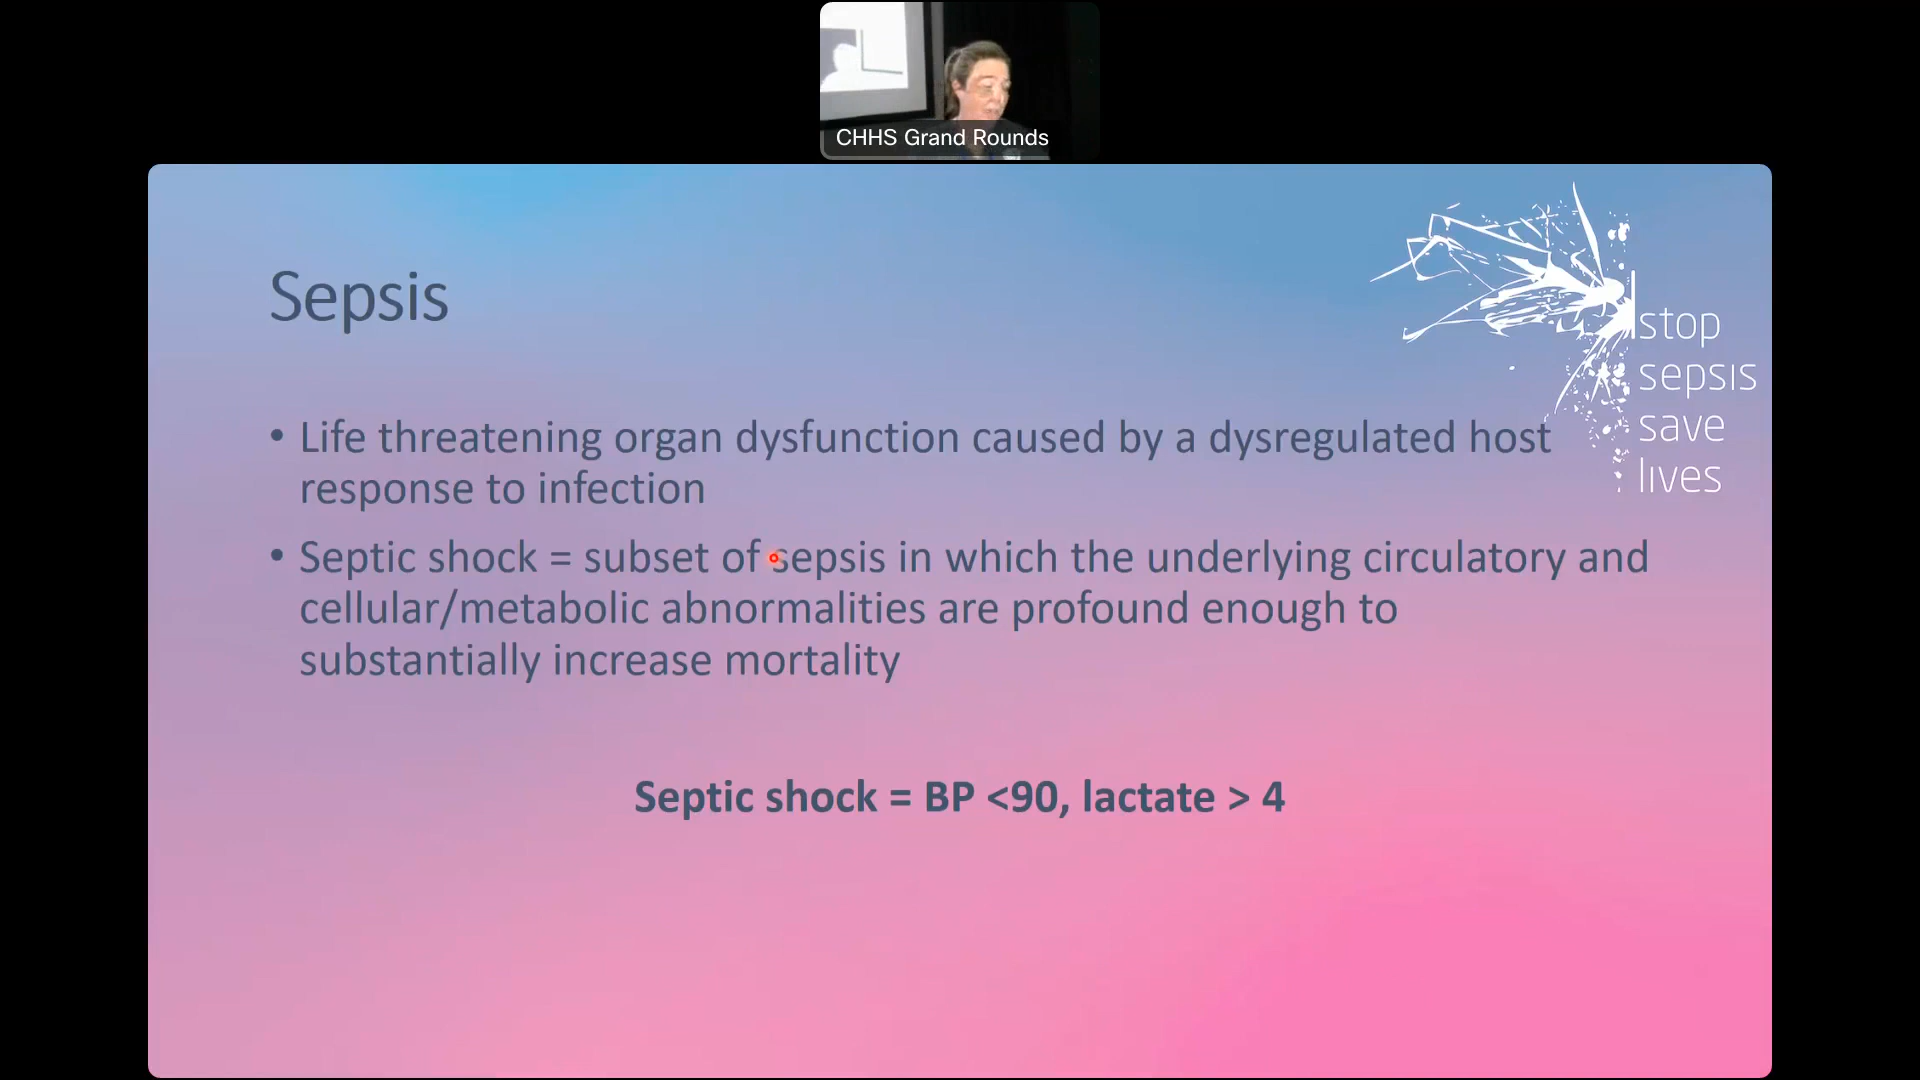 CHHS Grand Rounds
Sepsis
stop
sepsis
save
lives
• Life threatening organ dysfunction caused by a dysregulated host
response to infection
• Septic shock = subset of sepsis in which the underlying circulatory and
cellular/metabolic abnormalities are profound enough to
substantially increase mortality
Septic shock = BP <90, lactate > 4